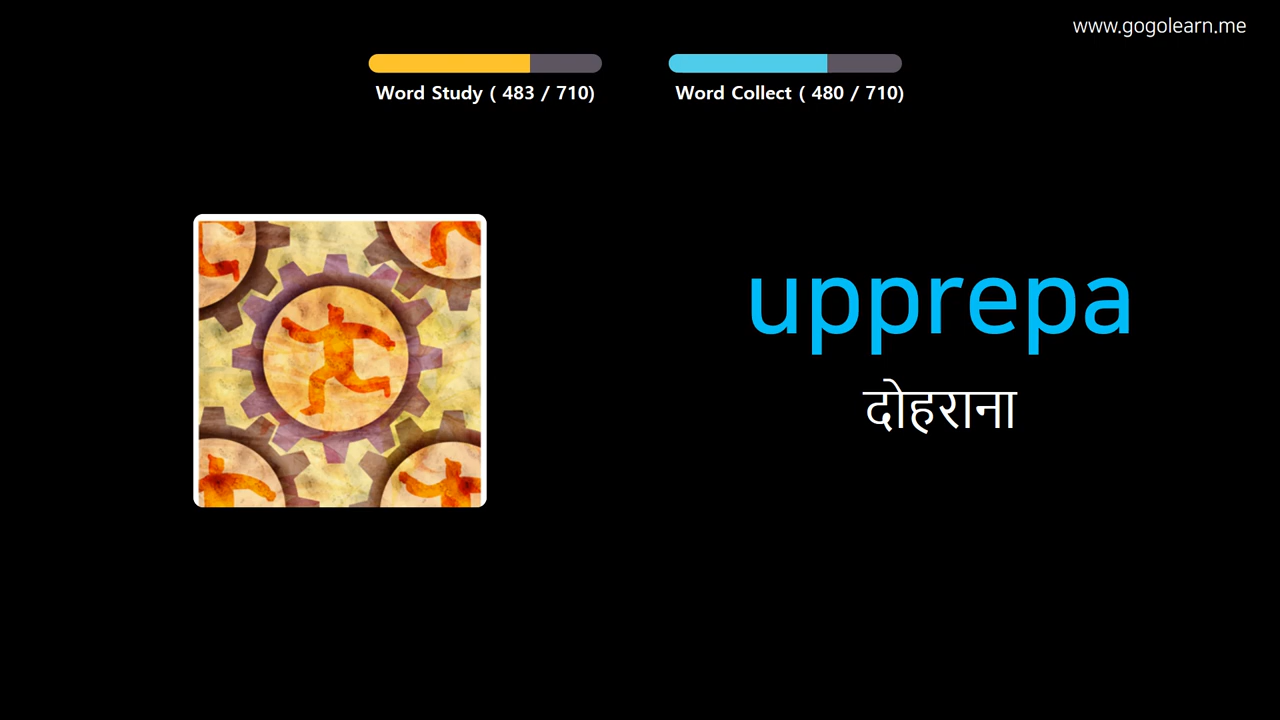 www.gogolearn.me
Word Study ( 483 / 710)
Word Collect ( 480 / 710)
upprepa
दोहराना